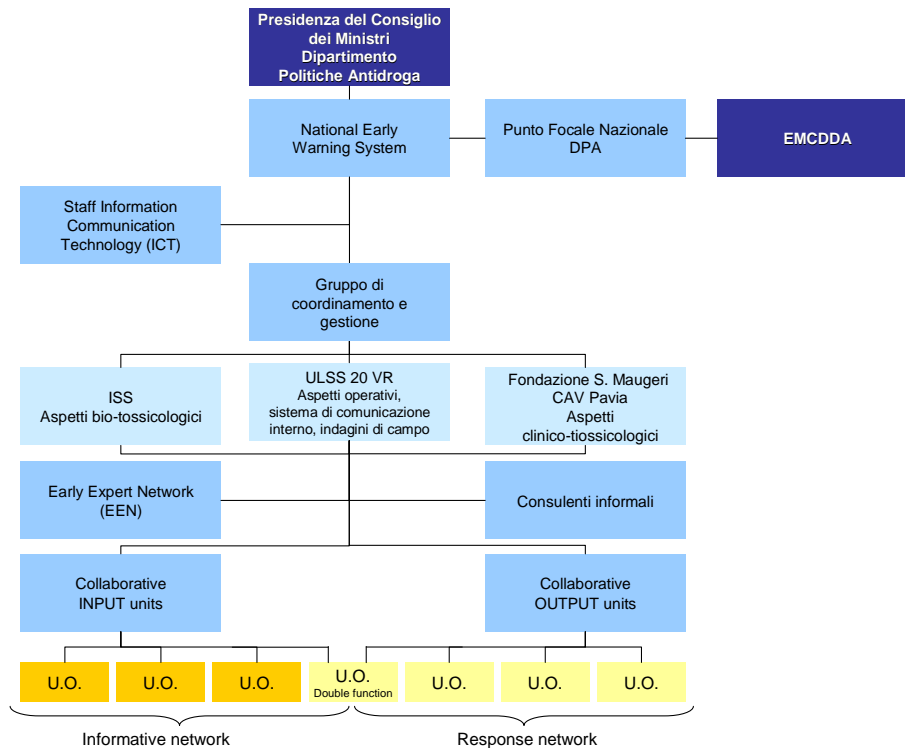 Presidenza del Consiglio
dei Ministri
Dipartimento
Politiche Antidroga
National Early
Warning System
Punto Focale Nazionale
DPA
EMCDDA
Staff Information
Communication
Technology (ICT)
Gruppo di
coordinamento e
gestione
ISS
Aspetti bio-tossicologici
ULSS 20 VR
Aspetti operativi,
sistema di comunicazione
interno, indagini di campo
Fondazione S. Maugeri
CAV Pavia
Aspetti
clinico-tiossicologici
Early Expert Network
(EEN)
Consulenti informali
Collaborative
INPUT units
Collaborative
OUTPUT units
U.O.
U.O.
U.O.
U.O.
Double function
U.O.
U.O.
U.O.
Informative network
Response network